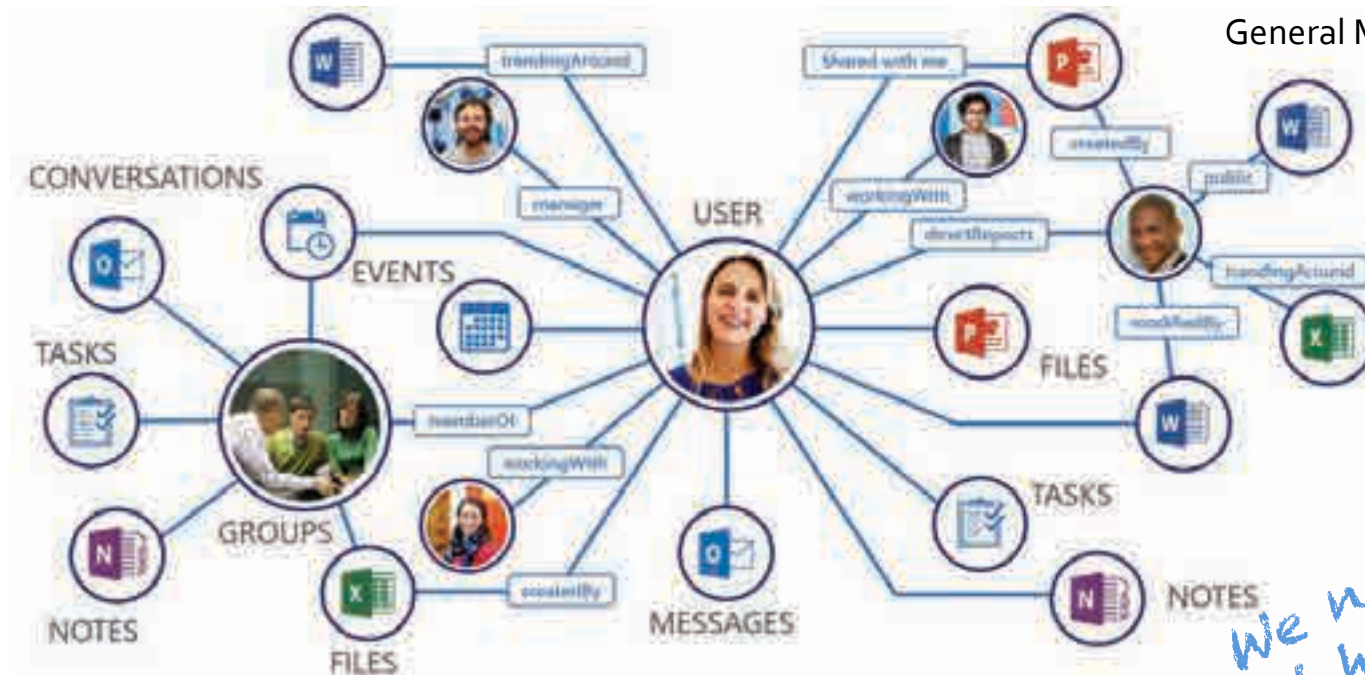 General M
trendingAround
Shared with me
W
P
W
createdBy
public
CONVERSATIONS
manager
workingWith
USER
directReports
O
EVENTS
trendingAround
TASKS
P
modifiedBy
X
FILES
memberOf
W
workingWith
TASKS
GROUPS
N
O
X
createdBy
N
NOTES
NOTES
MESSAGES
FILES
We